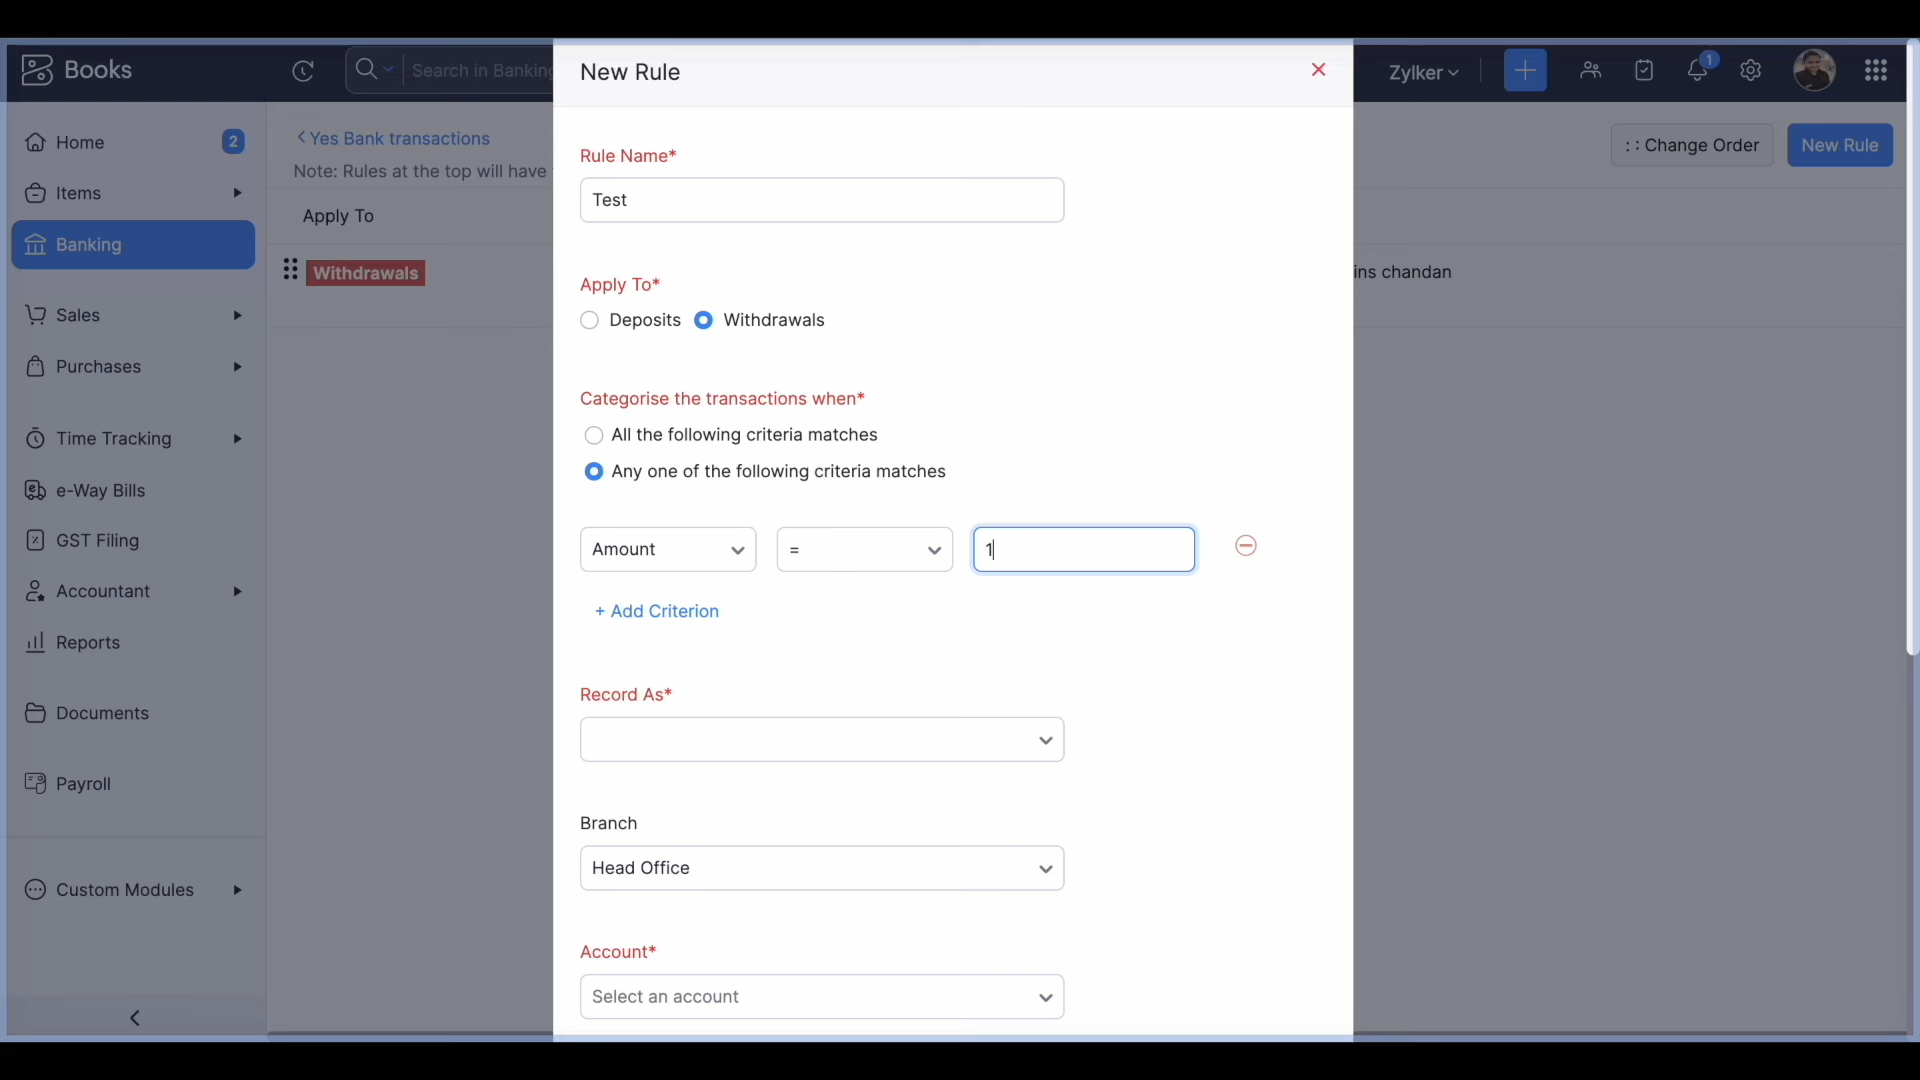 Books
Search in Banking
New Rule
Zylker
1
Home
2
Items
Banking
Sales
Purchases
Time Tracking
e-Way Bills
GST Filing
Accountant
Reports
Documents
Payroll
Custom Modules
Yes Bank transactions
Note: Rules at the top will have
Apply To
Withdrawals
Change Order
New Rule
ins chandan
Rule Name*
Test
Apply To*
Deposits
Withdrawals
Categorise the transactions when*
All the following criteria matches
Any one of the following criteria matches
Amount
=
1
+ Add Criterion
Record As*
Branch
Head Office
Account*
Select an account